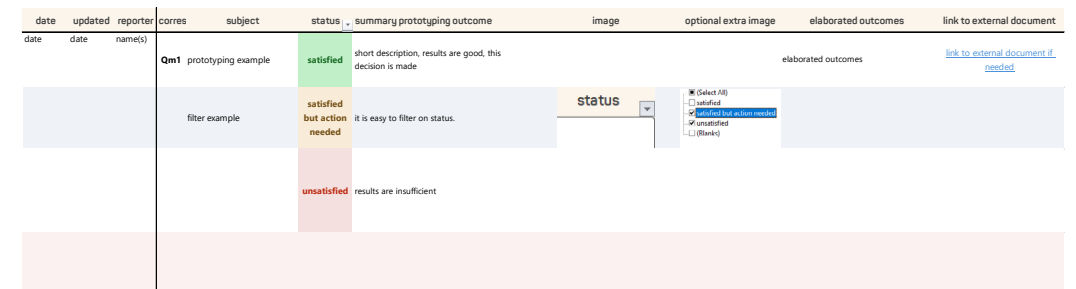 date updated reporter corres subject status summary prototyping outcome image optional extra image elaborated outcomes link to external document
date date name(s)
Qm1 prototyping example satisfied short description, results are good, this decision is made elaborated outcomes link to external document if needed
filter example satisfied but action needed it is easy to filter on status.
status
(Select All)
satisfied
satisfied but action needed
unsatisfied
(Blanks)
unsatisfied results are insufficient